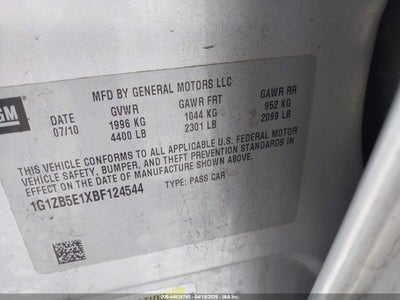 GM
MFD BY GENERAL MOTORS LLC
DATE GVWR GAWR FRT GAWR RR
07/10 1996 KG 1044 KG 952 KG
4400 LB 2301 LB 2099 LB
THIS VEHICLE CONFORMS TO ALL APPLICABLE U.S. FEDERAL MOTOR
VEHICLE SAFETY, BUMPER, AND THEFT PREVENTION STANDARDS IN
EFFECT ON THE DATE OF MANUFACTURE SHOWN ABOVE.
1G1ZB5E1XBF124544 TYPE: PASS CAR